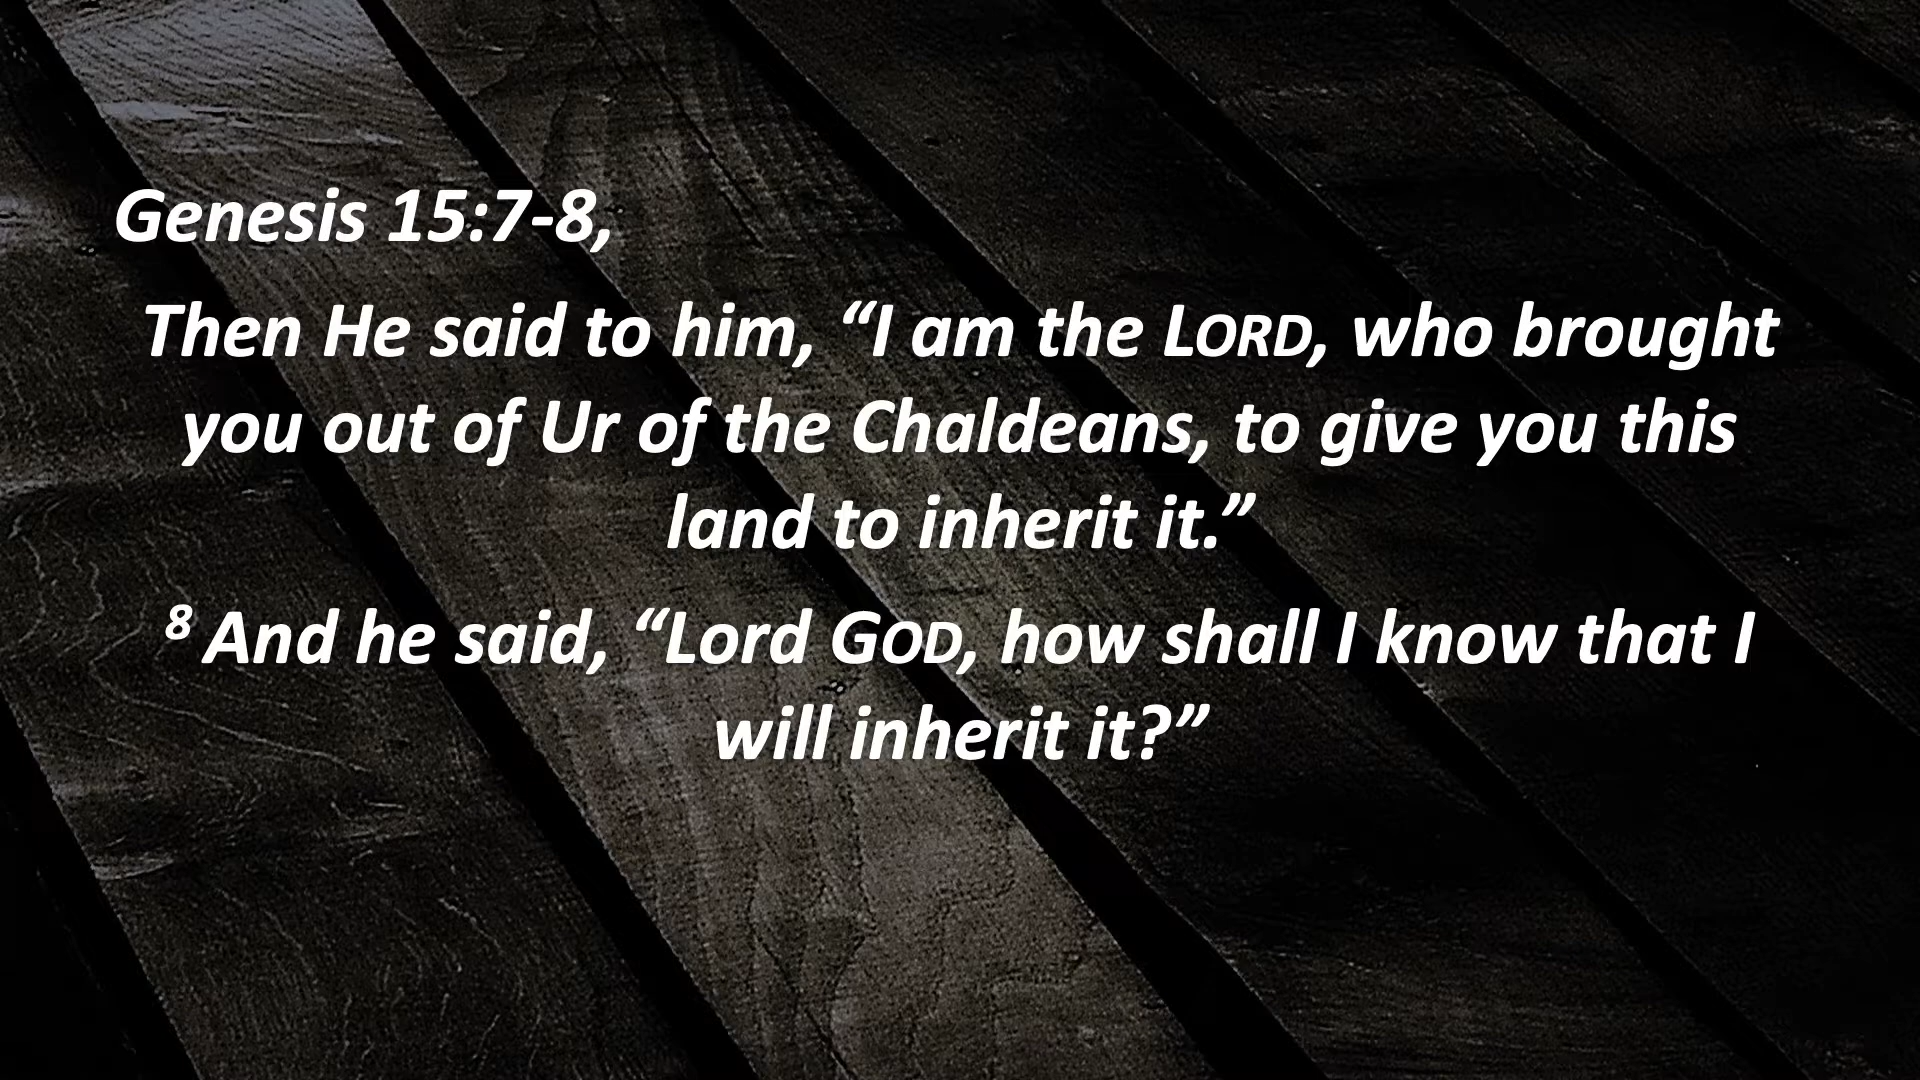 Genesis 15:7-8,
Then He said to him, “I am the LORD, who brought
you out of Ur of the Chaldeans, to give you this
land to inherit it.”
⁸ And he said, “Lord GOD, how shall I know that I
will inherit it?”